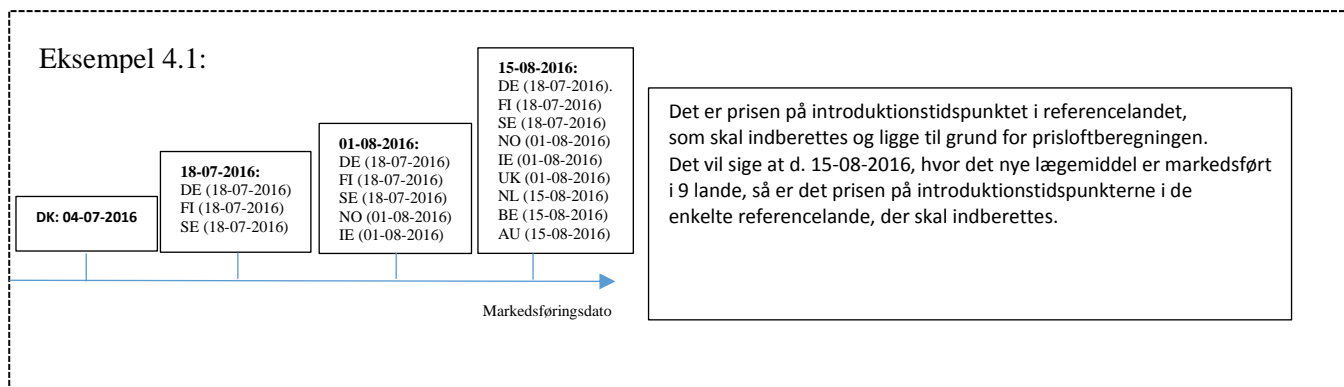 Eksempel 4.1:
DK: 04-07-2016
18-07-2016:
DE (18-07-2016)
FI (18-07-2016)
SE (18-07-2016)
01-08-2016:
DE (18-07-2016)
FI (18-07-2016)
SE (18-07-2016)
NO (01-08-2016)
IE (01-08-2016)
15-08-2016:
DE (18-07-2016).
FI (18-07-2016)
SE (18-07-2016)
NO (01-08-2016)
IE (01-08-2016)
UK (01-08-2016)
NL (15-08-2016)
BE (15-08-2016)
AU (15-08-2016)
Markedsføringsdato
Det er prisen på introduktionstidspunktet i referencelandet,
som skal indberettes og ligge til grund for prisloftberegningen.
Det vil sige at d. 15-08-2016, hvor det nye lægemiddel er markedsført
i 9 lande, så er det prisen på introduktionstidspunkterne i de
enkelte referencelande, der skal indberettes.